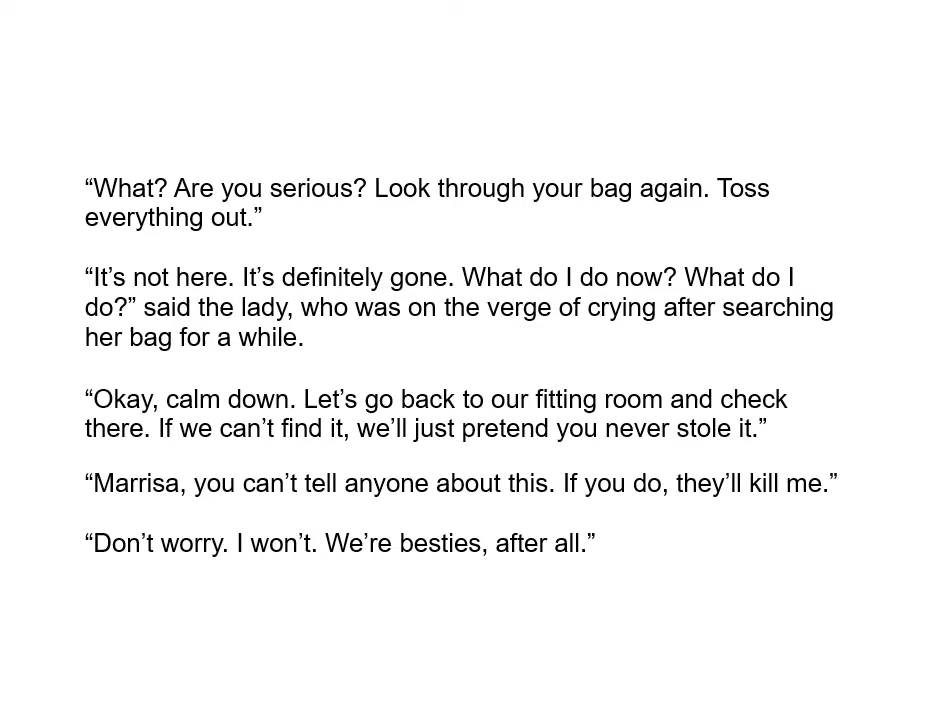 “What? Are you serious? Look through your bag again. Toss
everything out.”
“It’s not here. It’s definitely gone. What do I do now? What do I
do?” said the lady, who was on the verge of crying after searching
her bag for a while.
“Okay, calm down. Let’s go back to our fitting room and check
there. If we can’t find it, we’ll just pretend you never stole it.”
“Marrisa, you can’t tell anyone about this. If you do, they’ll kill me.”
“Don’t worry. I won’t. We’re besties, after all.”